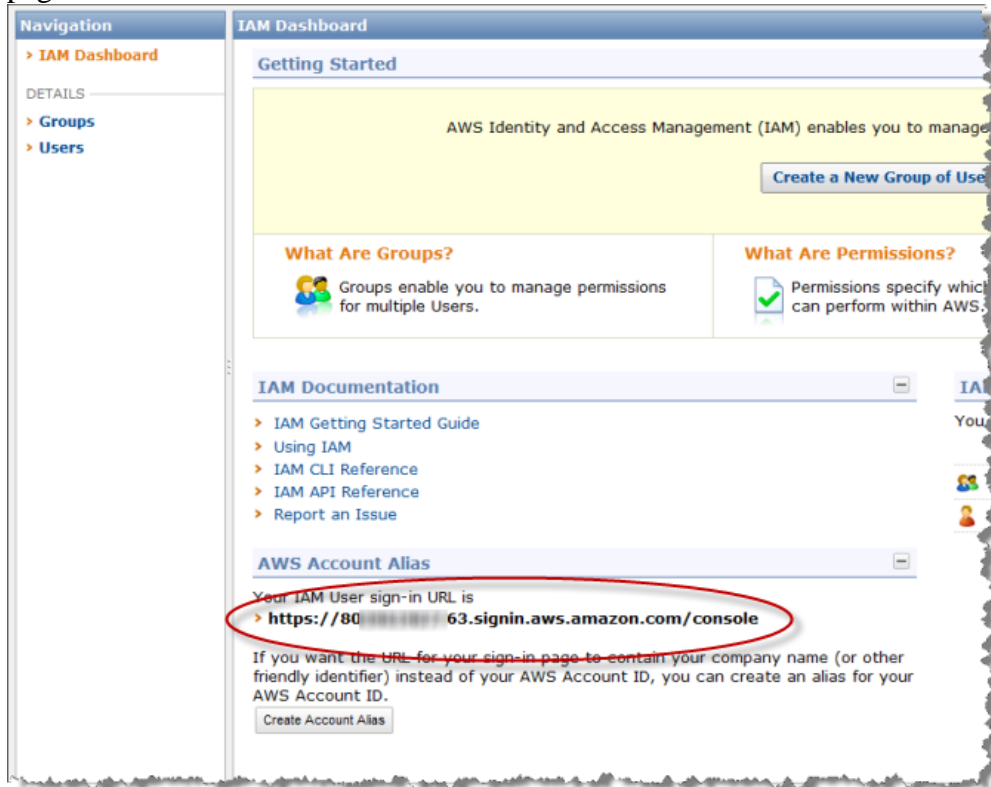 Navigation
> IAM Dashboard
DETAILS
> Groups
> Users
IAM Dashboard
Getting Started
AWS Identity and Access Management (IAM) enables you to manage
Create a New Group of Use
What Are Groups?
Groups enable you to manage permissions
for multiple Users.
What Are Permissions?
Permissions specify which
can perform within AWS.
IAM Documentation
> IAM Getting Started Guide
> Using IAM
> IAM CLI Reference
> IAM API Reference
> Report an Issue
You
AWS Account Alias
Your IAM User sign-in URL is
> https://80 63.signin.aws.amazon.com/console
If you want the URL for your sign-in page to contain your company name (or other
friendly identifier) instead of your AWS Account ID, you can create an alias for your
AWS Account ID.
Create Account Alias